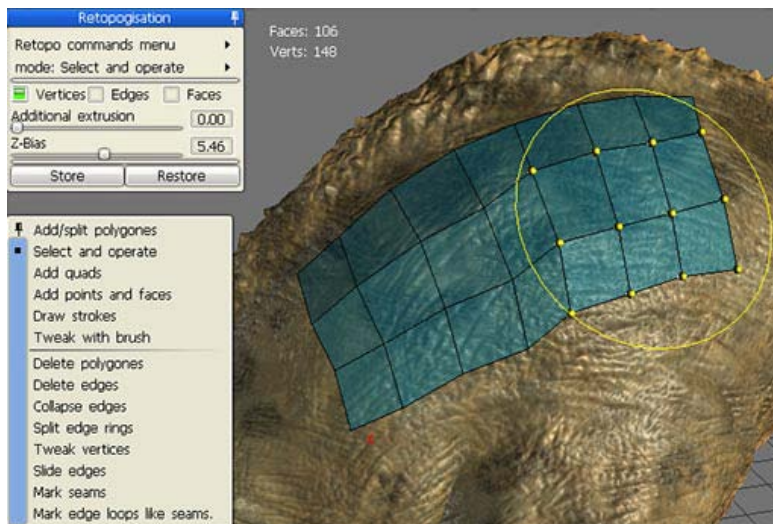 Retopogisation
Retopo commands menu
mode: Select and operate
Vertices Edges Faces
Additional extrusion 0.00
Z-Bias 5.46
Store Restore
Faces: 106
Verts: 148
Add/split polygones
Select and operate
Add quads
Add points and faces
Draw strokes
Tweak with brush
Delete polygones
Delete edges
Collapse edges
Split edge rings
Tweak vertices
Slide edges
Mark seams
Mark edge loops like seams.